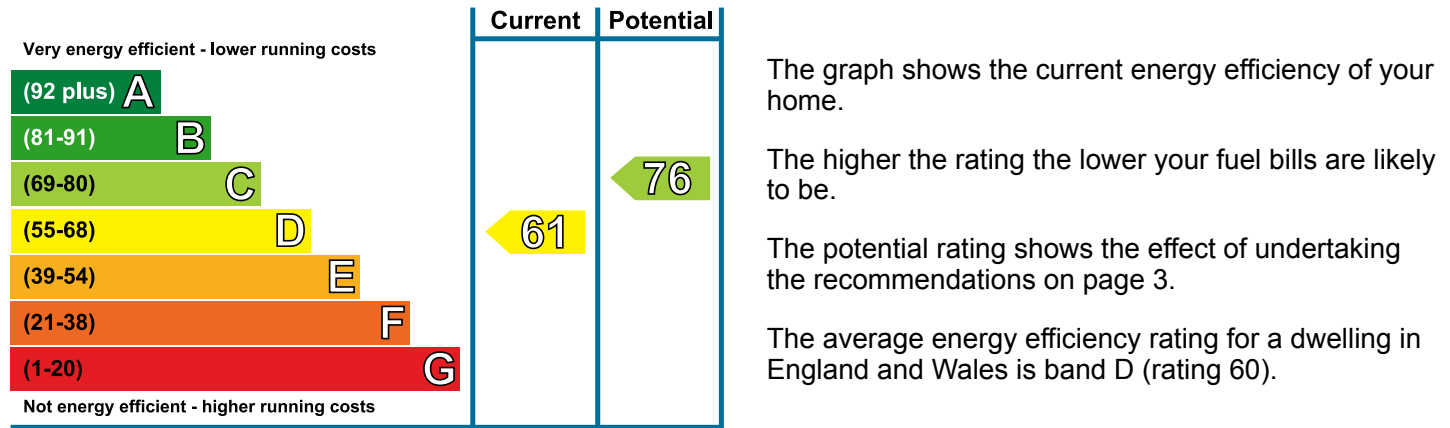 Current Potential
Very energy efficient - lower running costs
(92 plus) A
(81-91) B
(69-80) C
76
(55-68) D
61
(39-54) E
(21-38) F
(1-20) G
Not energy efficient - higher running costs
The graph shows the current energy efficiency of your
home.
The higher the rating the lower your fuel bills are likely
to be.
The potential rating shows the effect of undertaking
the recommendations on page 3.
The average energy efficiency rating for a dwelling in
England and Wales is band D (rating 60).